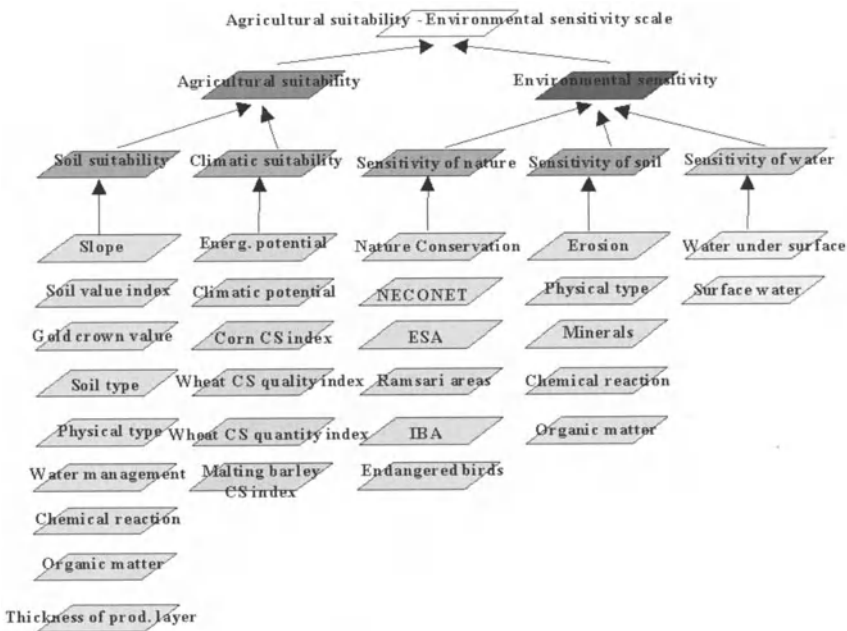 Agricultural suitability - Environmental sensitivity scale
Agricultural suitability
Environmental sensitivity
Soil suitability
Climatic suitability
Sensitivity of nature
Sensitivity of soil
Sensitivity of water
Slope
Soil value index
Gold crown value
Soil type
Physical type
Water management
Chemical reaction
Organic matter
Thickness of prod. layer
Energ. potential
Climatic potential
Corn CS index
Wheat CS quality index
Wheat CS quantity index
Malting barley
CS index
Nature Conservation
NECONET
ESA
Ramsari areas
IBA
Endangered birds
Erosion
Physical type
Minerals
Chemical reaction
Organic matter
Water under surface
Surface water